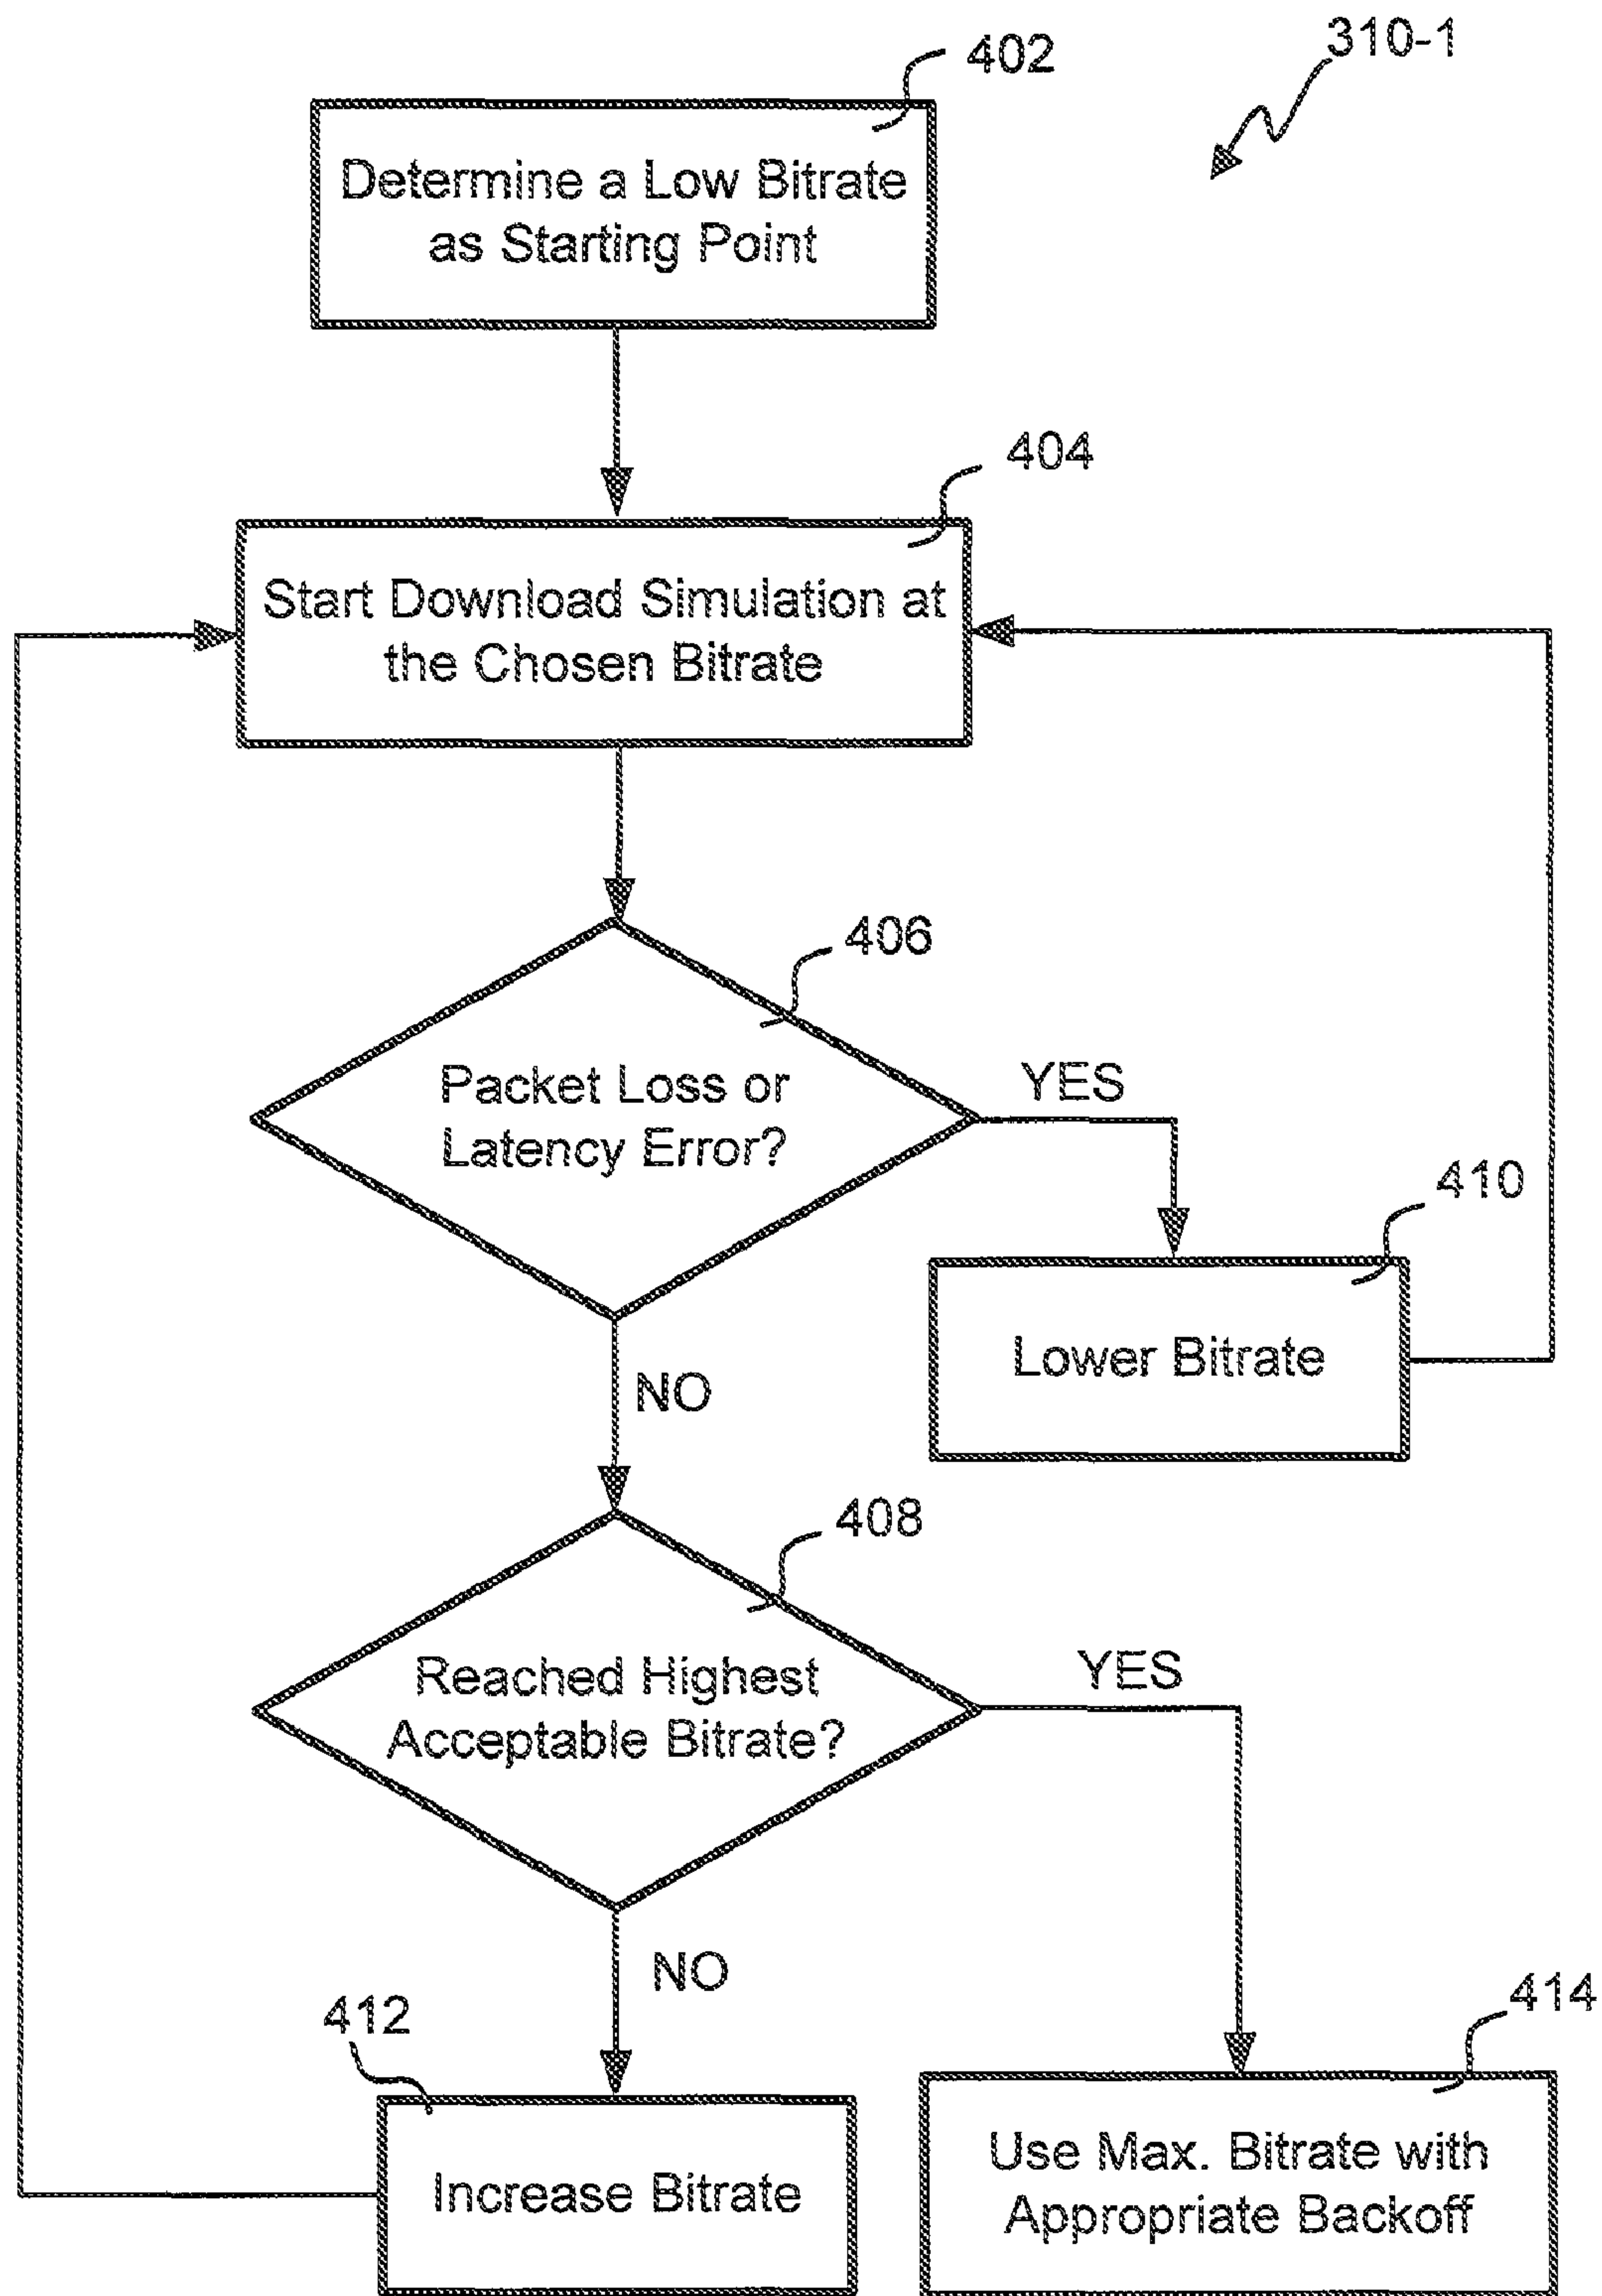 310-1
402
Determine a Low Bitrate
as Starting Point
404
Start Download Simulation at
the Chosen Bitrate
406
Packet Loss or
Latency Error?
YES
410
Lower Bitrate
NO
408
Reached Highest
Acceptable Bitrate?
YES
NO
412
Increase Bitrate
414
Use Max. Bitrate with
Appropriate Backoff